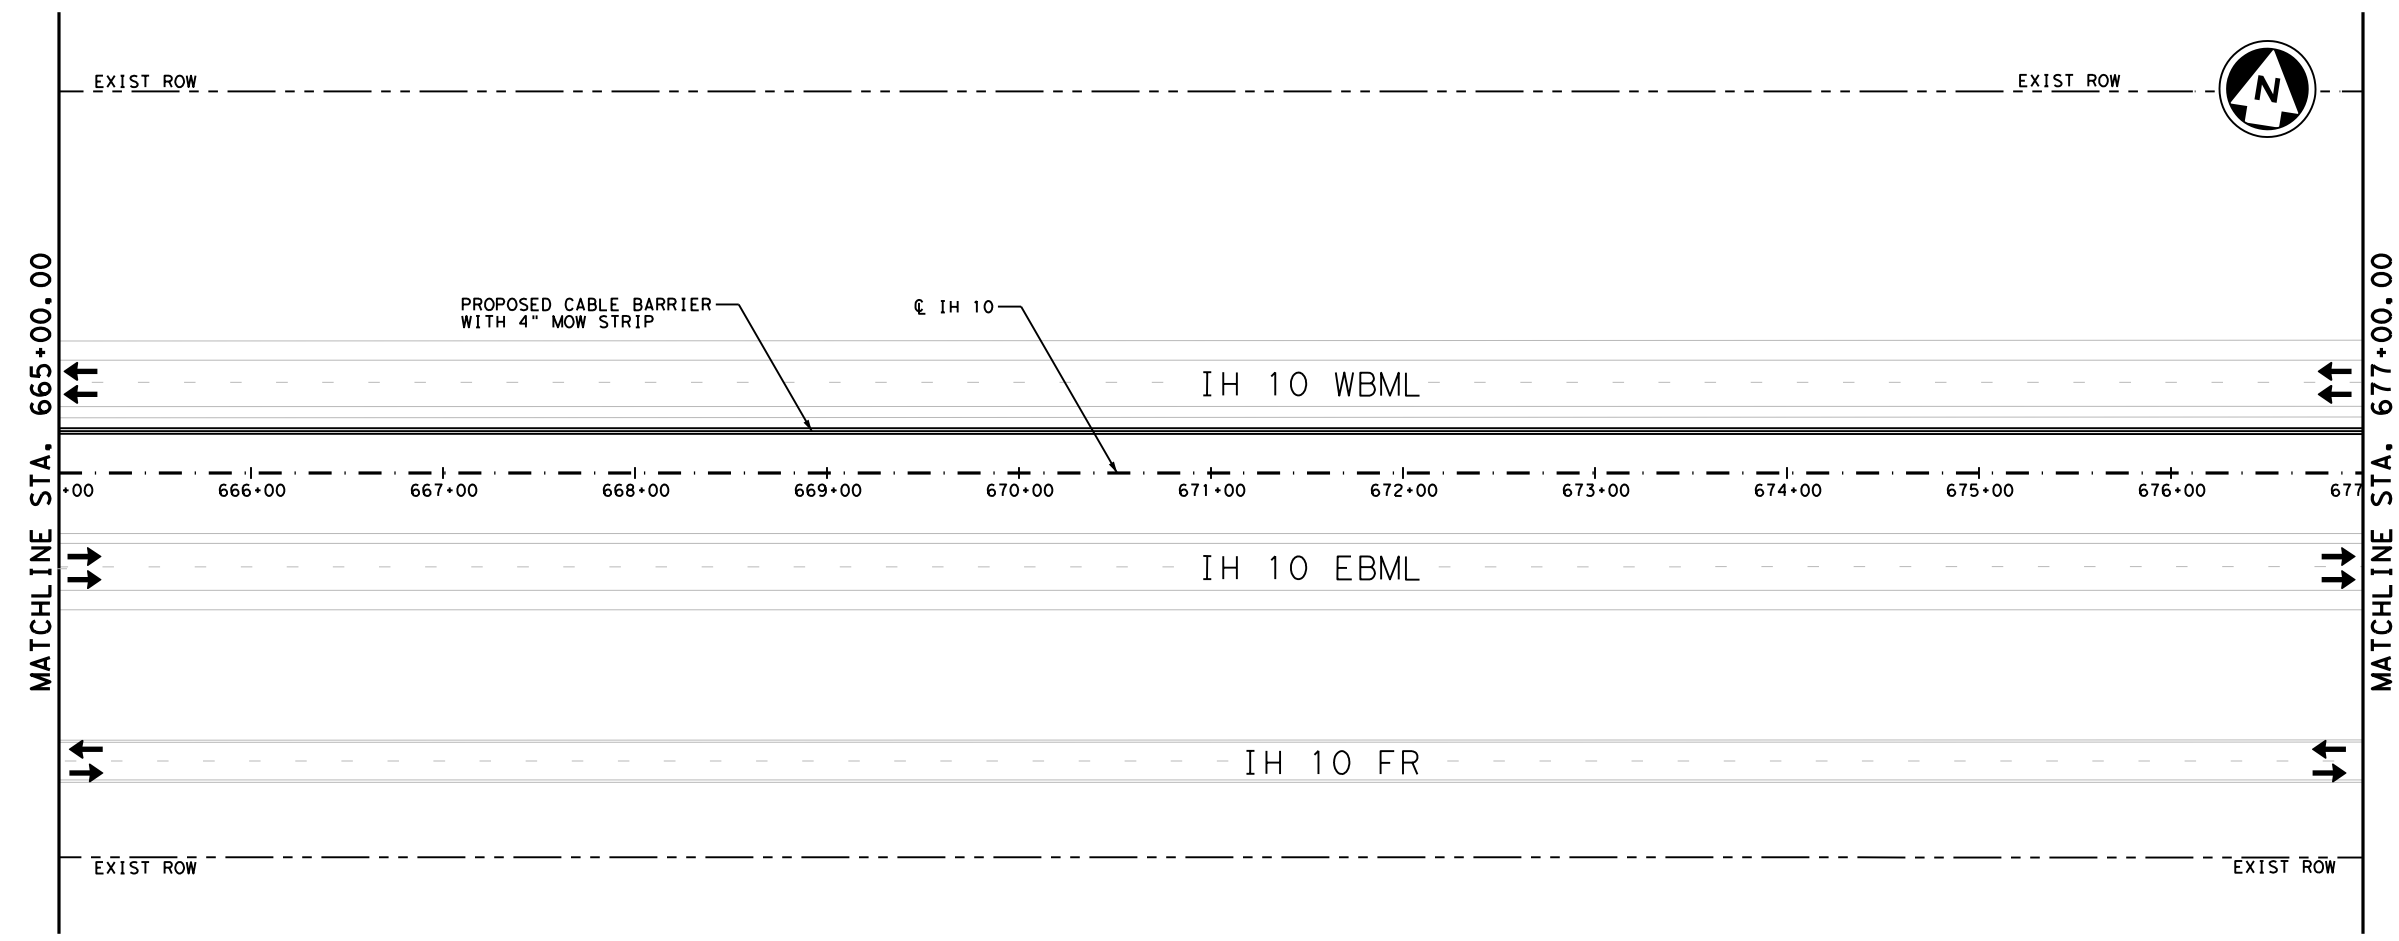 EXIST ROW
EXIST ROW
N
MATCHLINE STA. 665+00.00
MATCHLINE STA. 677+00.00
PROPOSED CABLE BARRIER
WITH 4" MOW STRIP
℄ IH 10
IH 10 WBML
+00
666+00
667+00
668+00
669+00
670+00
671+00
672+00
673+00
674+00
675+00
676+00
677
IH 10 EBML
IH 10 FR
EXIST ROW
EXIST ROW